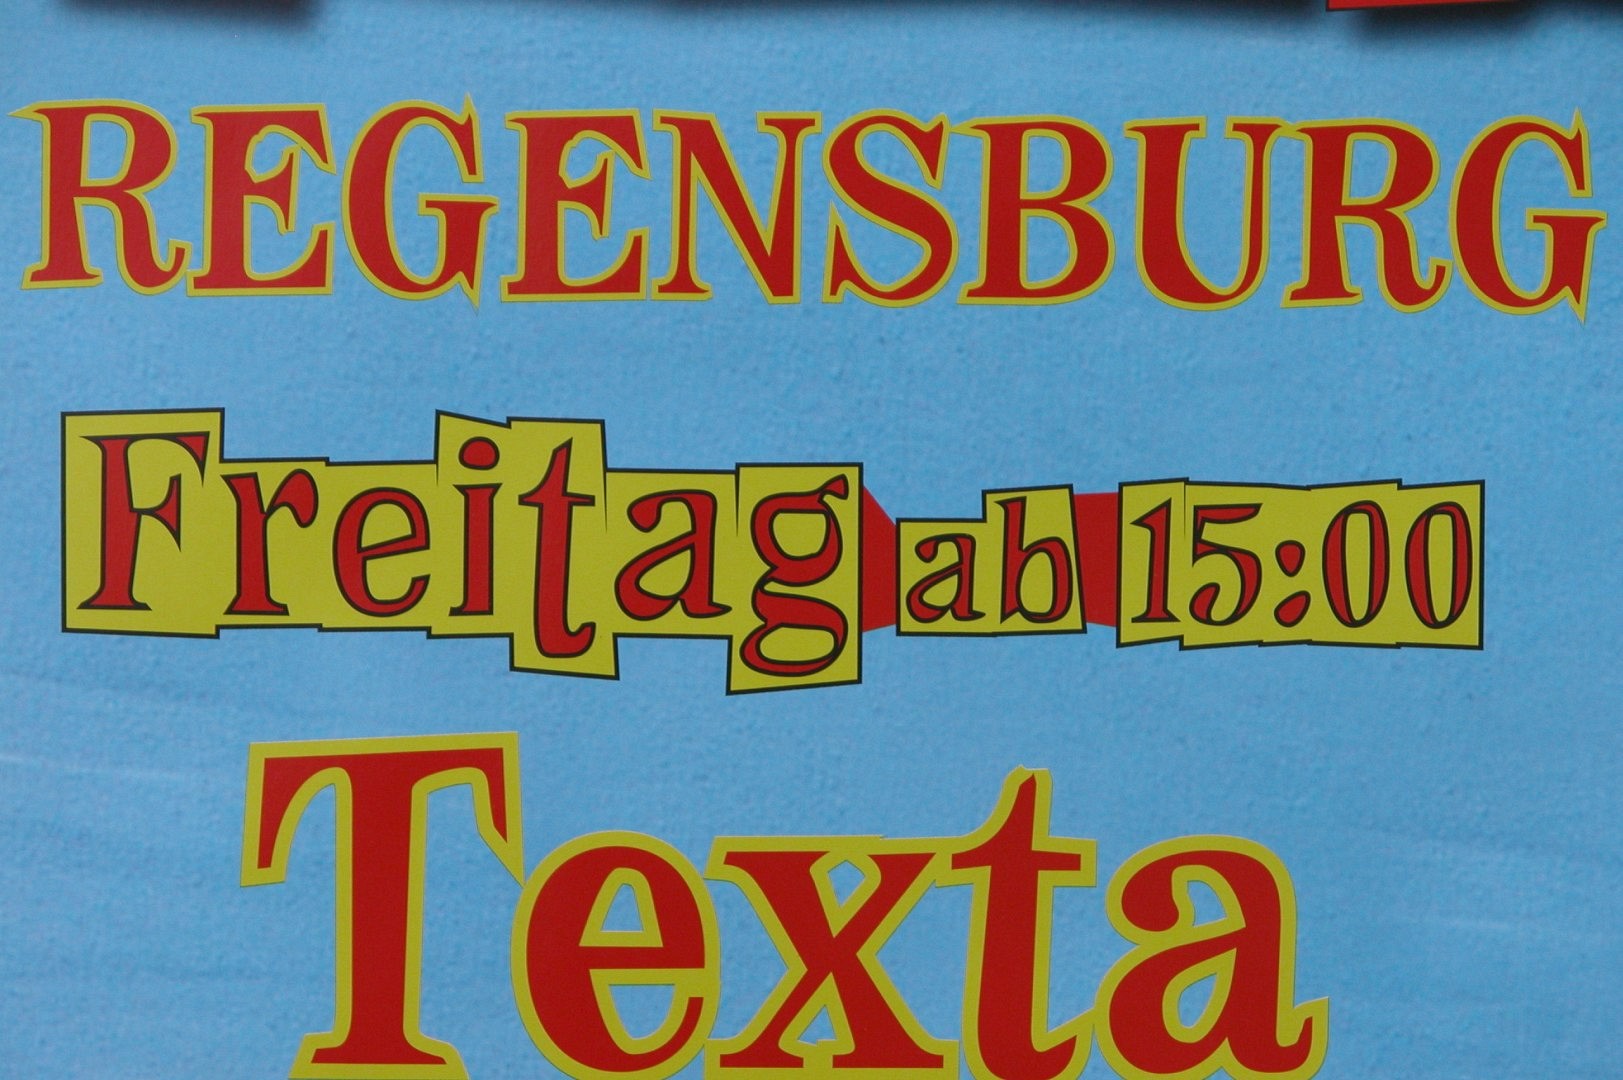 REGENSBURG
Freitag ab 15:00
Texta